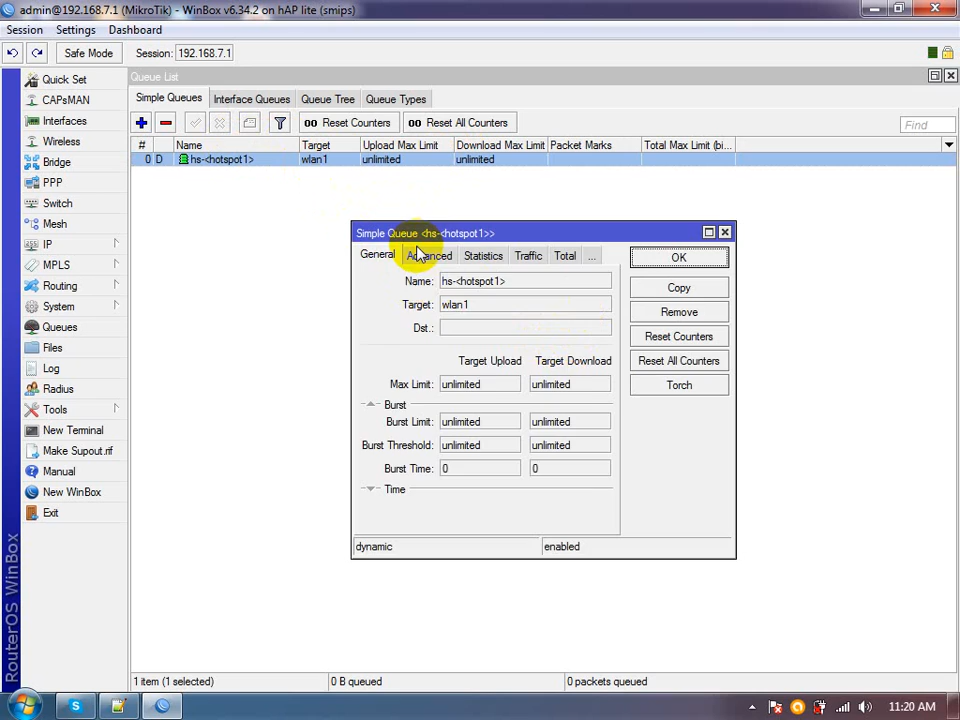 admin@192.168.7.1 (MikroTik) - WinBox v6.34.2 on hAP lite (smips)
Session Settings Dashboard
Safe Mode Session: 192.168.7.1
Quick Set
CAPsMAN
Interfaces
Wireless
Bridge
PPP
Switch
Mesh
IP
MPLS
Routing
System
Queues
Files
Log
Radius
Tools
New Terminal
Make Supout.rif
Manual
New WinBox
Exit
RouterOS WinBox
Queue List
Simple Queues Interface Queues Queue Tree Queue Types
00 Reset Counters 00 Reset All Counters Find
# Name Target Upload Max Limit Download Max Limit Packet Marks Total Max Limit (bi...
0 D hs-<hotspot1> wlan1 unlimited unlimited
Simple Queue <hs-<hotspot1>>
General Advanced Statistics Traffic Total ...
Name: hs-<hotspot1>
Target: wlan1
Dst.:
Target Upload Target Download
Max Limit: unlimited unlimited
Burst
Burst Limit: unlimited unlimited
Burst Threshold: unlimited unlimited
Burst Time: 0 0
Time
OK
Copy
Remove
Reset Counters
Reset All Counters
Torch
dynamic enabled
1 item (1 selected) 0 B queued 0 packets queued
11:20 AM